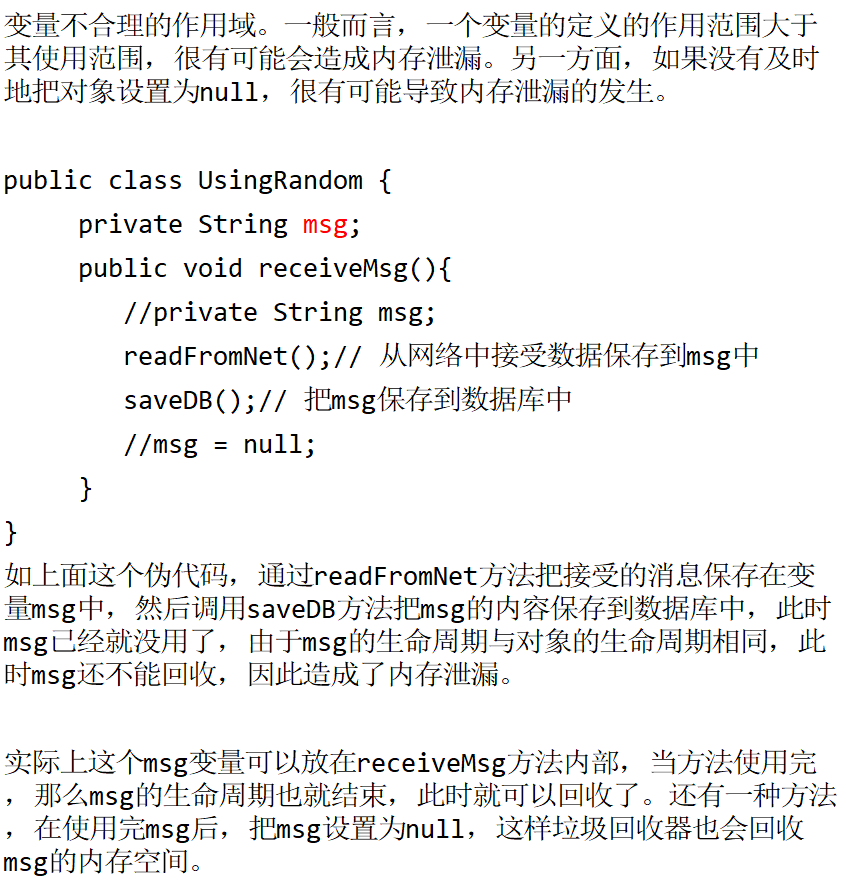 变量不合理的作用域。一般而言，一个变量的定义的作用范围大于
其使用范围，很有可能会造成内存泄漏。另一方面，如果没有及时
地把对象设置为null，很有可能导致内存泄漏的发生。
public class UsingRandom {
private String msg;
public void receiveMsg(){
//private String msg;
readFromNet();// 从网络中接受数据保存到msg中
saveDB();// 把msg保存到数据库中
//msg = null;
}
}
如上面这个伪代码，通过readFromNet方法把接受的消息保存在变
量msg中，然后调用saveDB方法把msg的内容保存到数据库中，此时
msg已经就没用了，由于msg的生命周期与对象的生命周期相同，此
时msg还不能回收，因此造成了内存泄漏。
实际上这个msg变量可以放在receiveMsg方法内部，当方法使用完
，那么msg的生命周期也就结束，此时就可以回收了。还有一种方法
，在使用完msg后，把msg设置为null，这样垃圾回收器也会回收
msg的内存空间。